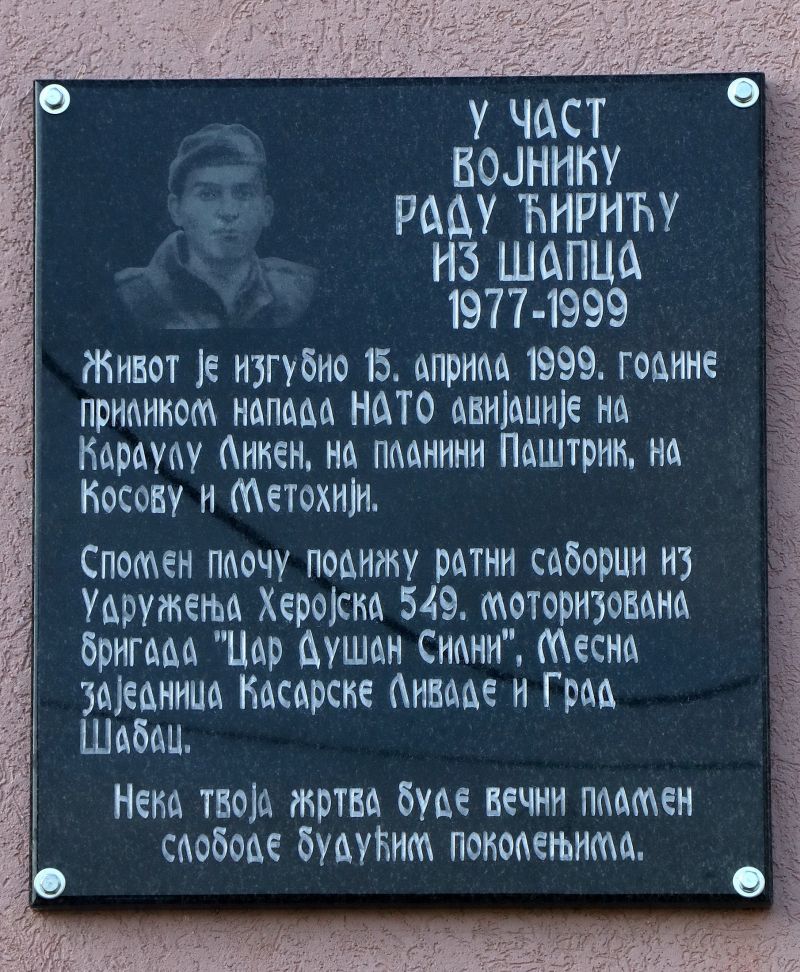 У ЧАСТ
ВОЈНИКУ
РАДУ ЋИРИЋУ
ИЗ ШАПЦА
1977-1999
Живот је изгубио 15. априла 1999. године
приликом напада НАТО авијације на
Караулу Ликен, на планини Паштрик, на
Косову и Метохији.
Спомен плочу подижу ратни саборци из
Удружења Херојска 549. моторизована
бригада "Цар Душан Силни", Месна
заједница Касарске Ливаде и Град
Шабац.
Нека твоја жртва буде вечни пламен
слободе будућим поколењима.